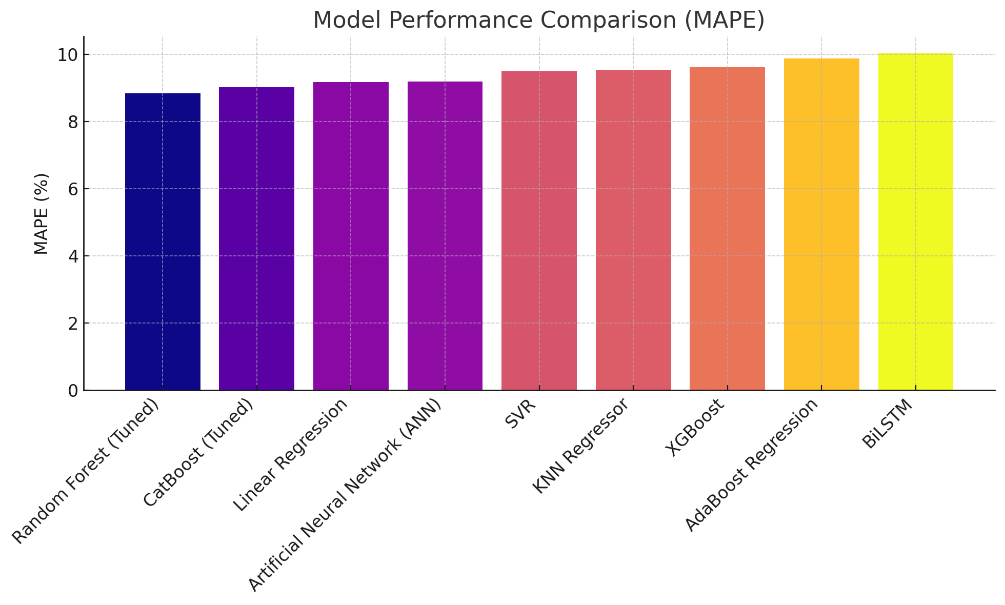 Model Performance Comparison (MAPE)
MAPE (%)
10
8
6
4
2
0
Random Forest (Tuned)
CatBoost (Tuned)
Linear Regression
Artificial Neural Network (ANN)
SVR
KNN Regressor
XGBoost
AdaBoost Regression
BiLSTM